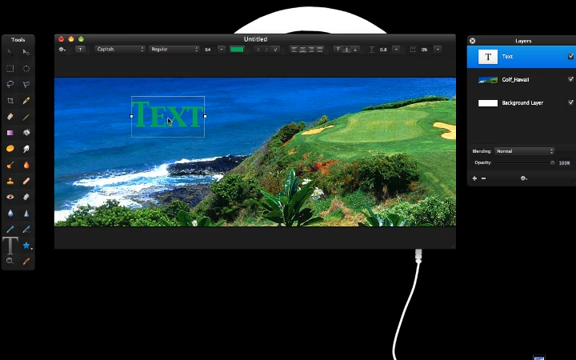 Untitled
Tools
Layers
Capitals
Regular
Text
TEXT
Golf_Hawaii
Background Layer
Blending: Normal
Opacity: 100%